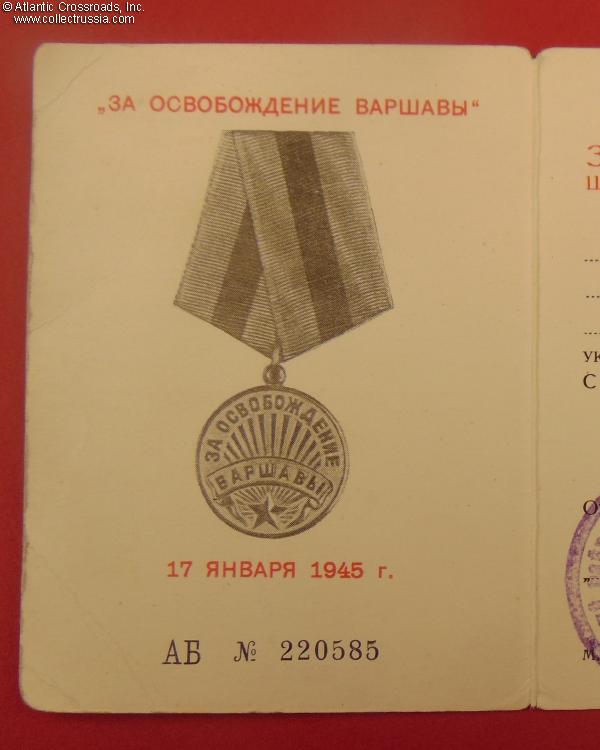 © Atlantic Crossroads, Inc.
www.collectrussia.com
„ЗА ОСВОБОЖДЕНИЕ ВАРШАВЫ“
ЗА ОСВОБОЖДЕНИЕ
ВАРШАВЫ
17 ЯНВАРЯ 1945 г.
АБ № 220585